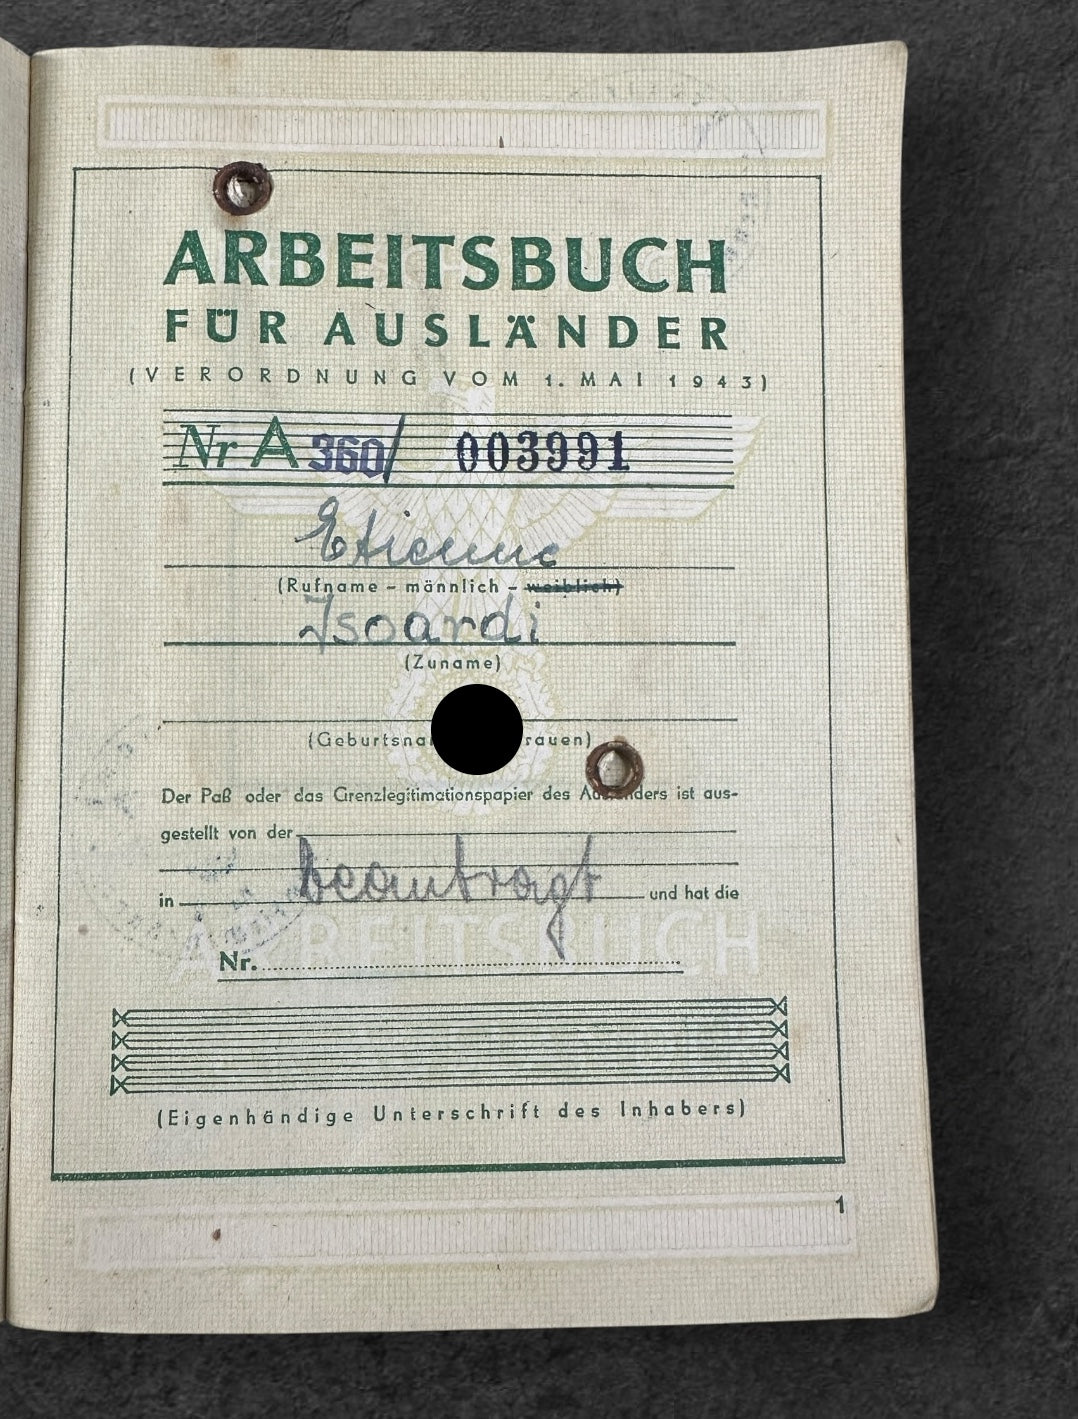 ARBEITSBUCH
FÜR AUSLÄNDER
(VERORDNUNG VOM 1. MAI 1943)
Nr A 360/ 003991
Etienne
(Rufname - männlich - weiblich)
Isoardi
(Zuname)
(Geburtsna rauen)
Der Paß oder das Grenzlegitimationspapier des Ausländers ist aus-
gestellt von der
beantragt
in und hat die
ARBEITSBUCH
Nr.
(Eigenhändige Unterschrift des Inhabers)
1